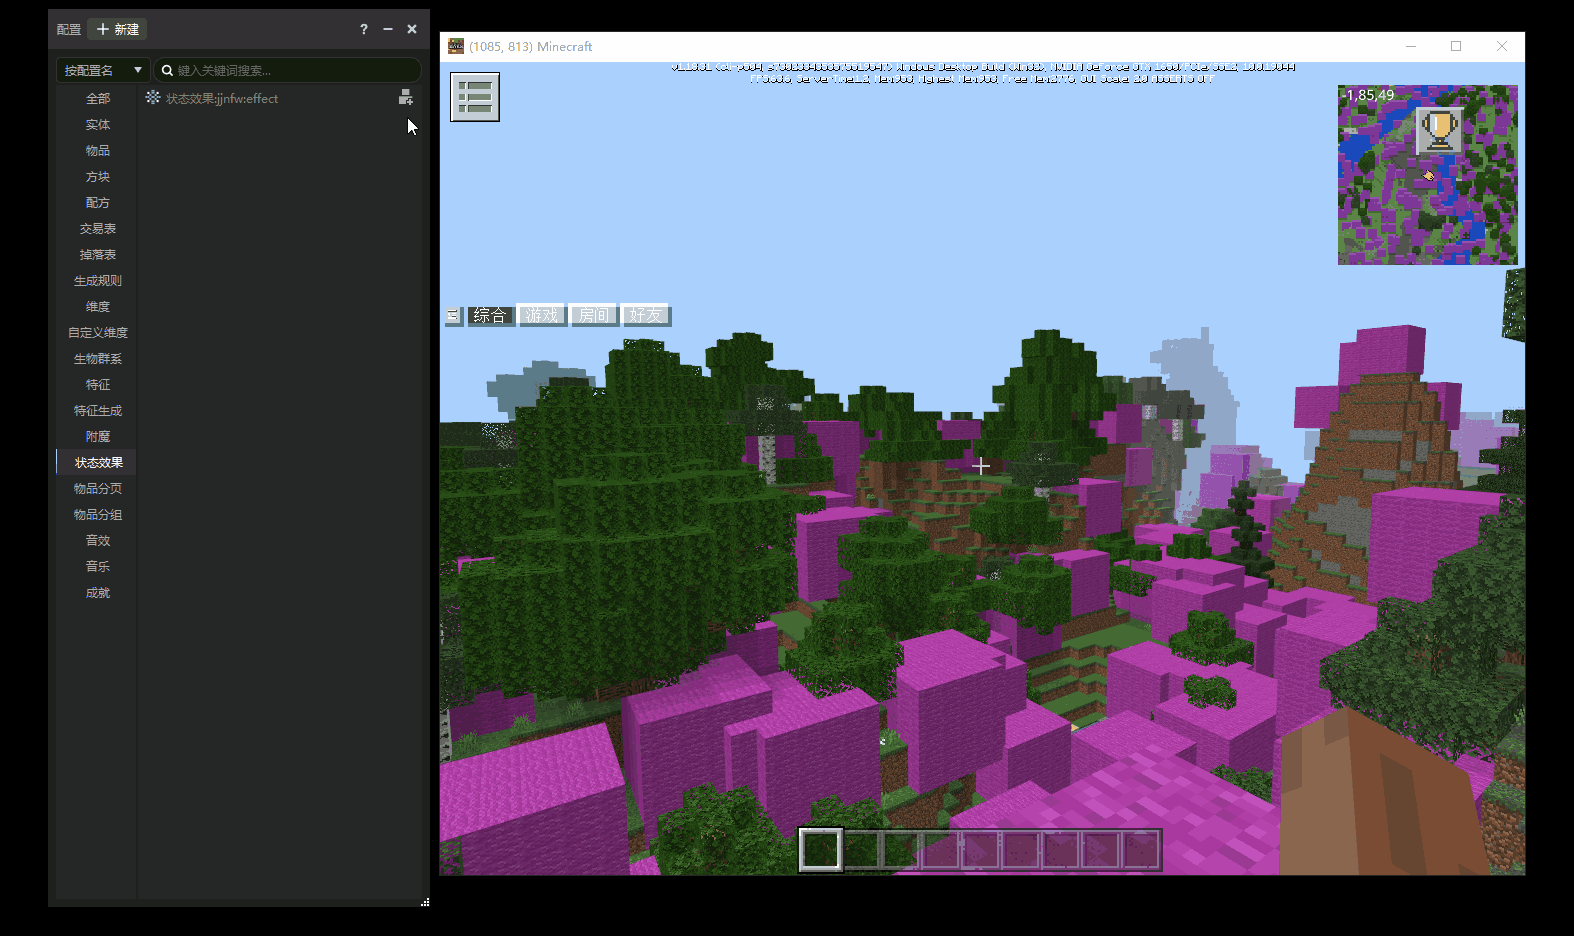 配置
新建
?
按配置名
键入关键词搜索...
全部
实体
物品
方块
配方
交易表
掉落表
生成规则
维度
自定义维度
生物群系
特征
特征生成
附魔
状态效果
物品分页
物品分组
音效
音乐
成就
状态效果:jjnfw:effect
(1085, 813) Minecraft
-1,85,49
综合
游戏
房间
好友